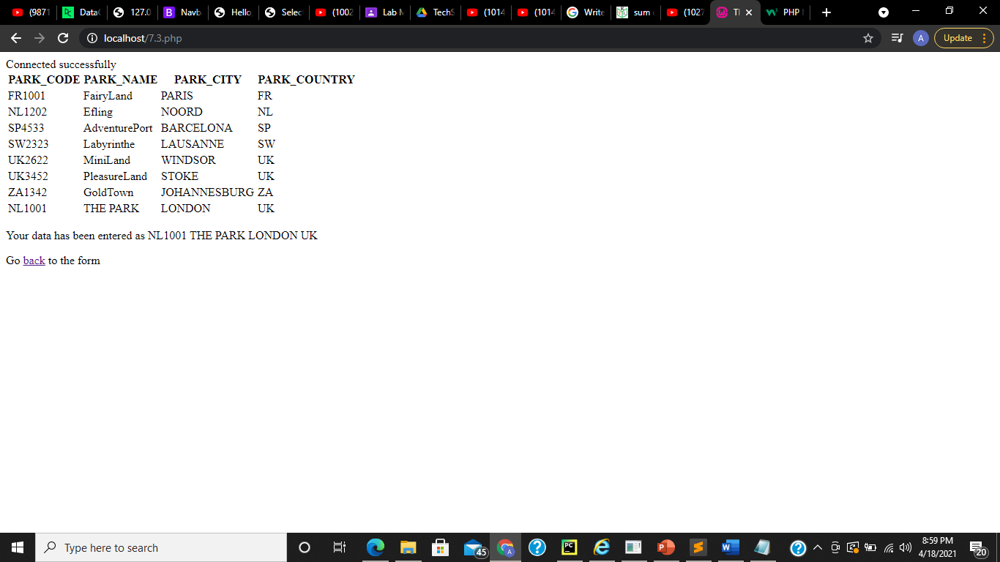 (9871 Data 127.0 Navb Hello Selec (1002 Lab M TechS (1014 (1014 Write sum (1027 PHP
localhost/7.3.php A Update
Connected successfully
PARK_CODE PARK_NAME PARK_CITY PARK_COUNTRY
FR1001 FairyLand PARIS FR
NL1202 Efling NOORD NL
SP4533 AdventurePort BARCELONA SP
SW2323 Labyrinthe LAUSANNE SW
UK2622 MiniLand WINDSOR UK
UK3452 PleasureLand STOKE UK
ZA1342 GoldTown JOHANNESBURG ZA
NL1001 THE PARK LONDON UK
Your data has been entered as NL1001 THE PARK LONDON UK
Go back to the form
Type here to search 45 8:59 PM
4/18/2021 20